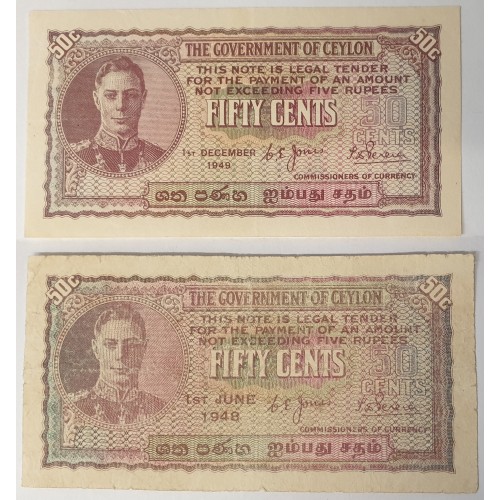 50c 50c
THE GOVERNMENT OF CEYLON
THIS NOTE IS LEGAL TENDER
FOR THE PAYMENT OF AN AMOUNT
NOT EXCEEDING FIVE RUPEES
FIFTY CENTS 50 CENTS
1ST DECEMBER
1949
COMMISSIONERS OF CURRENCY
ශත පණහ ஐம்பது சதம்
50c 50c
THE GOVERNMENT OF CEYLON
THIS NOTE IS LEGAL TENDER
FOR THE PAYMENT OF AN AMOUNT
NOT EXCEEDING FIVE RUPEES
FIFTY CENTS 50 CENTS
1ST JUNE
1948
COMMISSIONERS OF CURRENCY
ශත පණහ ஐம்பது சதம்